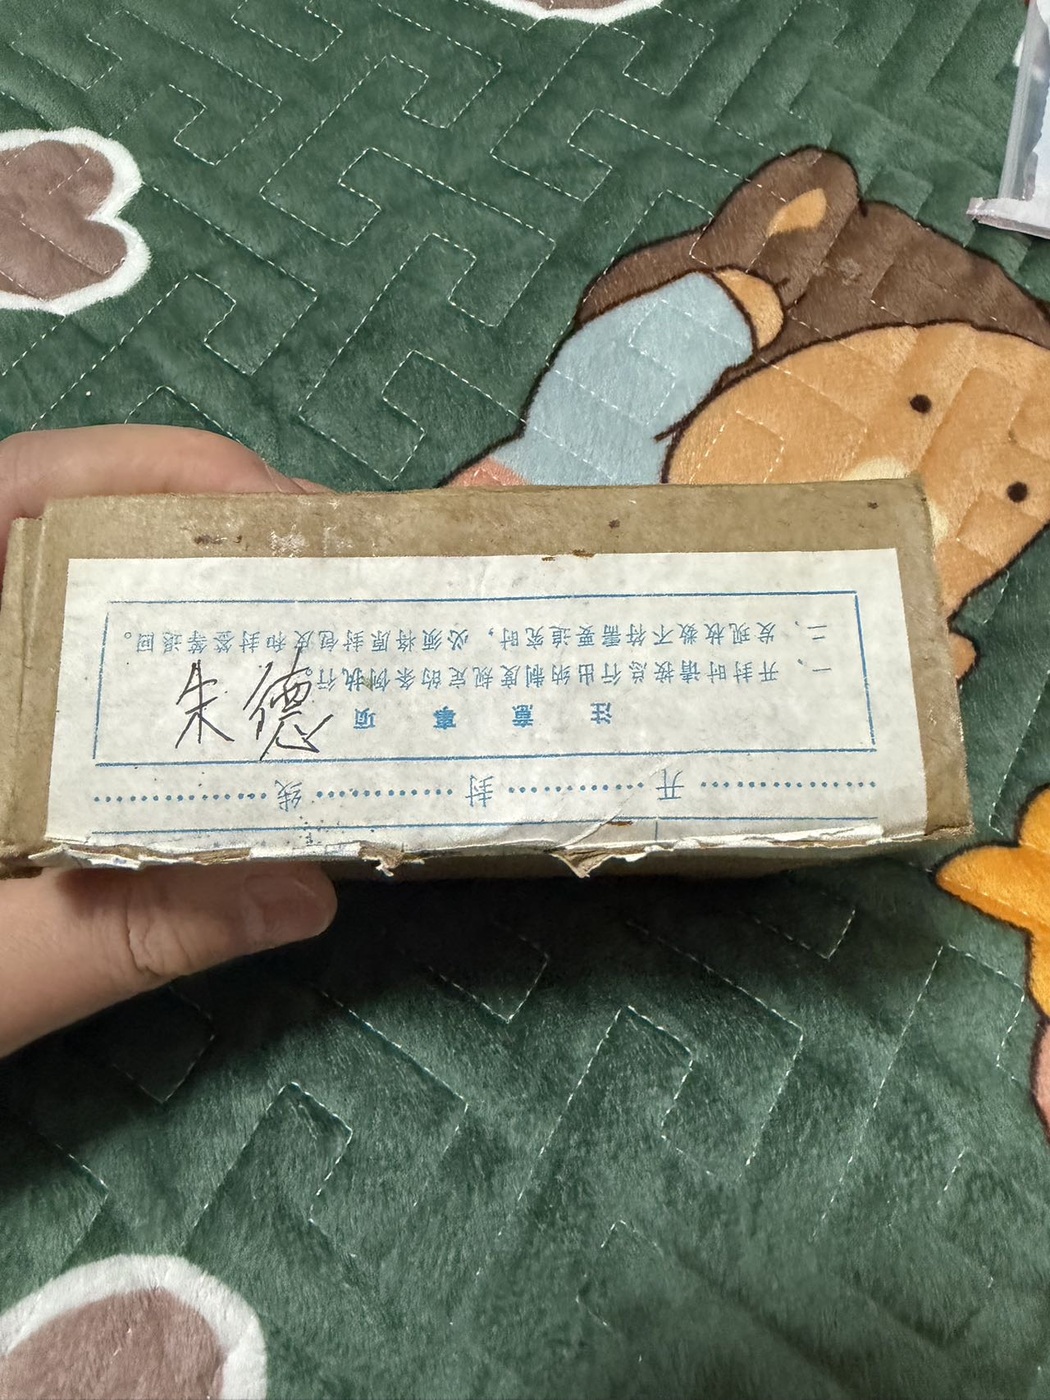 ……………开……………封……………线……………
注意事项
一、开封时请按总行出纳制度规定的条例执行。
二、发现枚数不符需要追究时，必须将原封包皮和封签等退回。
朱德